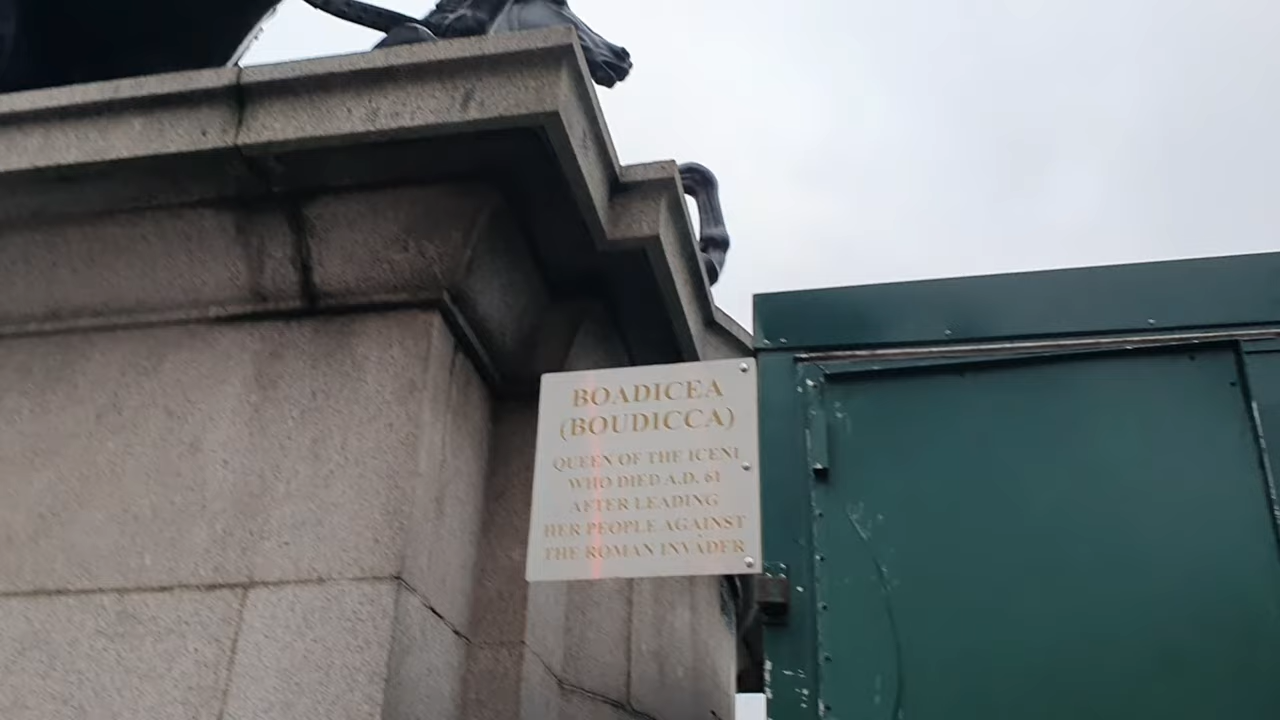 BOADICEA
(BOUDICCA)
QUEEN OF THE ICENI
WHO DIED A.D. 61
AFTER LEADING
HER PEOPLE AGAINST
THE ROMAN INVADER